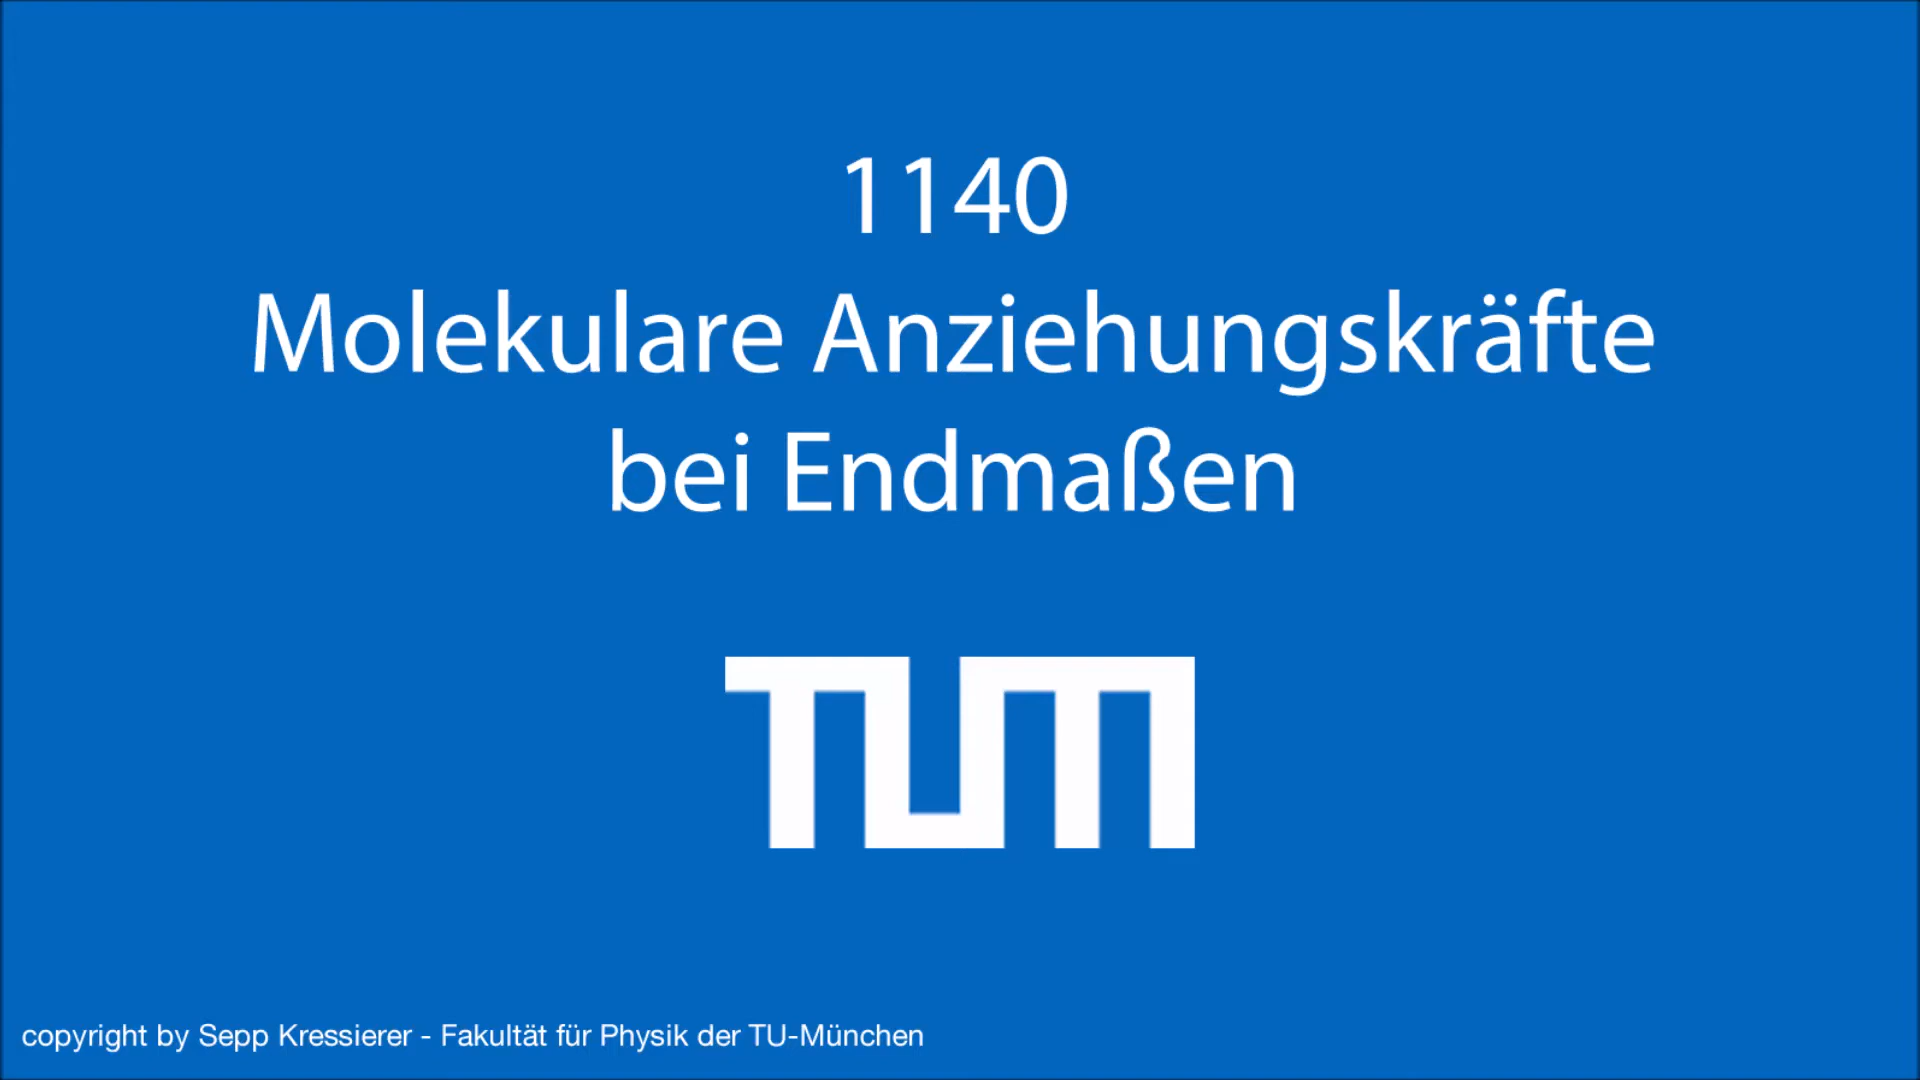 1140
Molekulare Anziehungskräfte
bei Endmaßen
TUM
copyright by Sepp Kressierer - Fakultät für Physik der TU-München